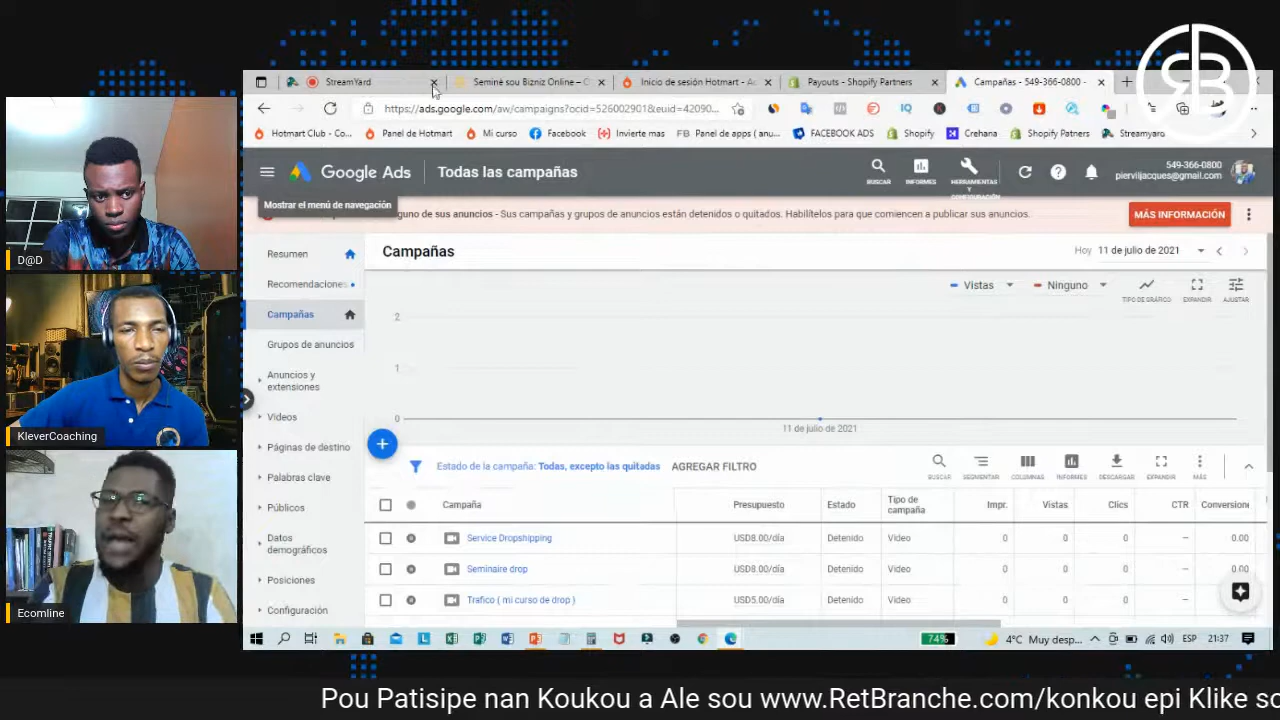 StreamYard
Seminè sou Bizniz Online –
Inicio de sesión Hotmart - Ac
Payouts - Shopify Partners
Campañas - 549-366-0800 -
https://ads.google.com/aw/campaigns?ocid=526002901&euid=42090...
Hotmart Club - Co...
Panel de Hotmart
Mi curso
Facebook
Invierte mas
Panel de apps ( anu...
FACEBOOK ADS
Shopify
Crehana
Shopify Patners
Streamyard
Google Ads
Todas las campañas
BUSCAR
INFORMES
HERRAMIENTAS Y CONFIGURACIÓN
549-366-0800
pierviljacques@gmail.com
Mostrar el menú de navegación
guno de sus anuncios - Sus campañas y grupos de anuncios están detenidos o quitados. Habilítelos para que comiencen a publicar sus anuncios.
MÁS INFORMACIÓN
D@D
KleverCoaching
Ecomline
Resumen
Recomendaciones
Campañas
Grupos de anuncios
Anuncios y
extensiones
Videos
Páginas de destino
Palabras clave
Públicos
Datos
demográficos
Posiciones
Configuración
Campañas
Hoy 11 de julio de 2021
Vistas
Ninguno
TIPO DE GRÁFICO
EXPANDIR
AJUSTAR
2
1
0
11 de julio de 2021
Estado de la campaña: Todas, excepto las quitadas
AGREGAR FILTRO
BUSCAR
SEGMENTAR
COLUMNAS
INFORMES
DESCARGAR
EXPANDIR
MÁS
Campaña Presupuesto Estado Tipo de campaña Impr. Vistas Clics CTR Conversion
Service Dropshipping USD8.00/día Detenido Video 0 0 0 – 0.00
Seminaire drop USD8.00/día Detenido Video 0 0 0 – 0.00
Trafico ( mi curso de drop ) USD5.00/día Detenido Video 0 0 0 –
74%
4°C Muy desp...
ESP
21:37
Pou Patisipe nan Koukou a Ale sou www.RetBranche.com/konkou epi Klike so